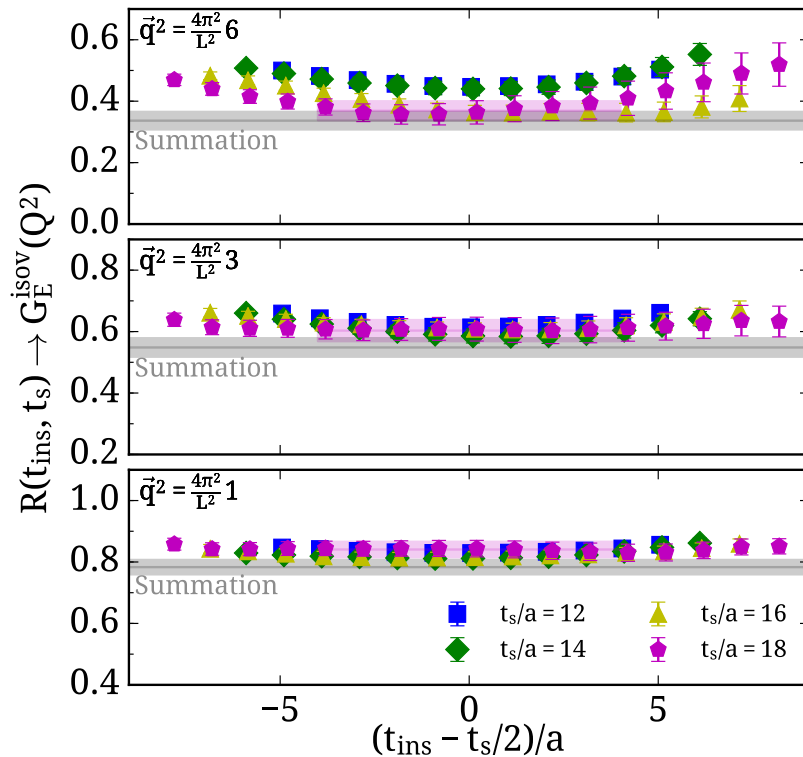 R(t_ins, t_s) → G_E^isov(Q²)
q⃗² = 4π²/L² 6
0.6
0.4
0.2
0.0
Summation
q⃗² = 4π²/L² 3
0.8
0.6
0.4
0.2
Summation
q⃗² = 4π²/L² 1
1.0
0.8
0.6
0.4
Summation
t_s/a = 12
t_s/a = 16
t_s/a = 14
t_s/a = 18
−5 0 5
(t_ins − t_s/2)/a